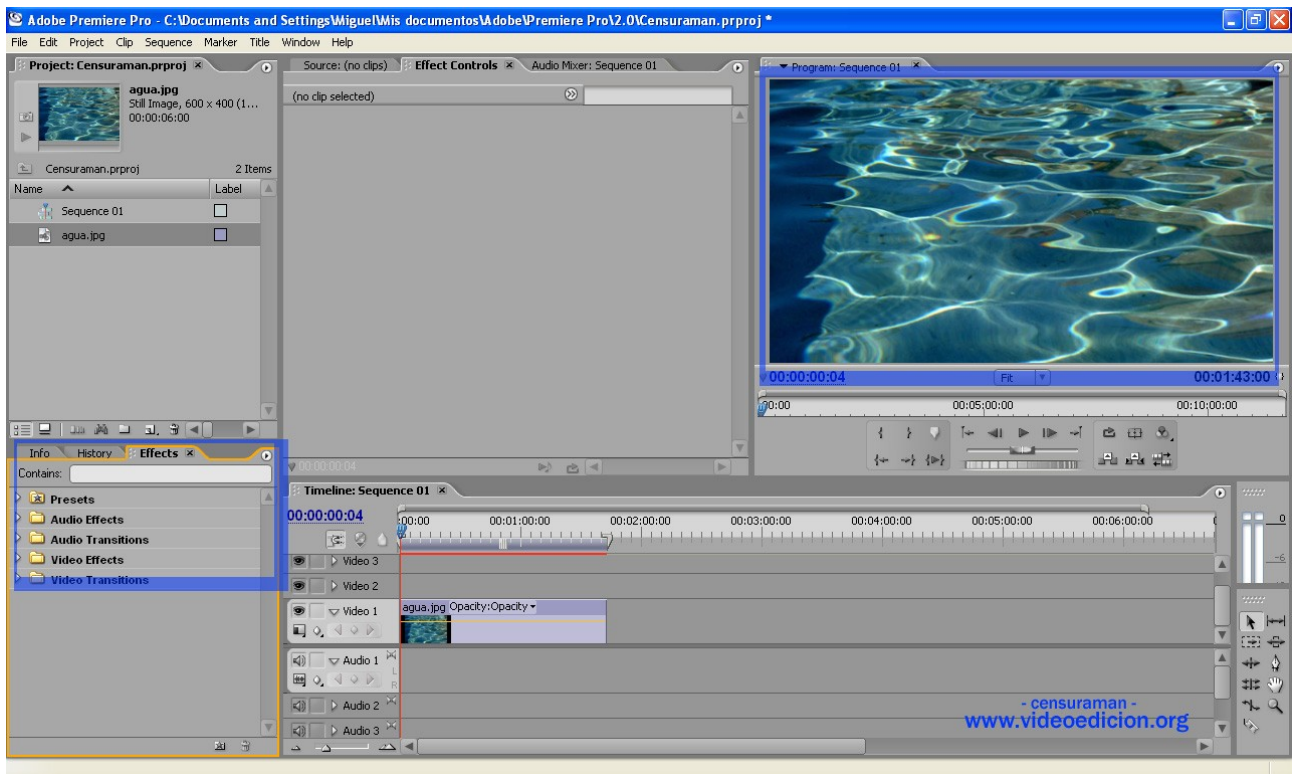 Adobe Premiere Pro - C:\Documents and Settings\Miguel\Mis documentos\Adobe\Premiere Pro\2.0\Censuraman.prproj *
File Edit Project Clip Sequence Marker Title Window Help
Project: Censuraman.prproj
agua.jpg
Still Image, 600 x 400 (1...
00:00:06:00
Censuraman.prproj 2 Items
Name Label
Sequence 01
agua.jpg
Source: (no clips) Effect Controls Audio Mixer: Sequence 01
(no clip selected)
00:00:00:04
Program: Sequence 01
00:00:00:04 Fit 00:01:43:00
00:00 00:05:00:00 00:10:00:00
Info History Effects
Contains:
Presets
Audio Effects
Audio Transitions
Video Effects
Video Transitions
Timeline: Sequence 01
00:00:00:04
:00:00 00:01:00:00 00:02:00:00 00:03:00:00 00:04:00:00 00:05:00:00 00:06:00:00
Video 3
Video 2
Video 1
agua.jpg Opacity:Opacity
Audio 1
L
R
Audio 2
Audio 3
0
-6
- censuraman -
www.videoedicion.org